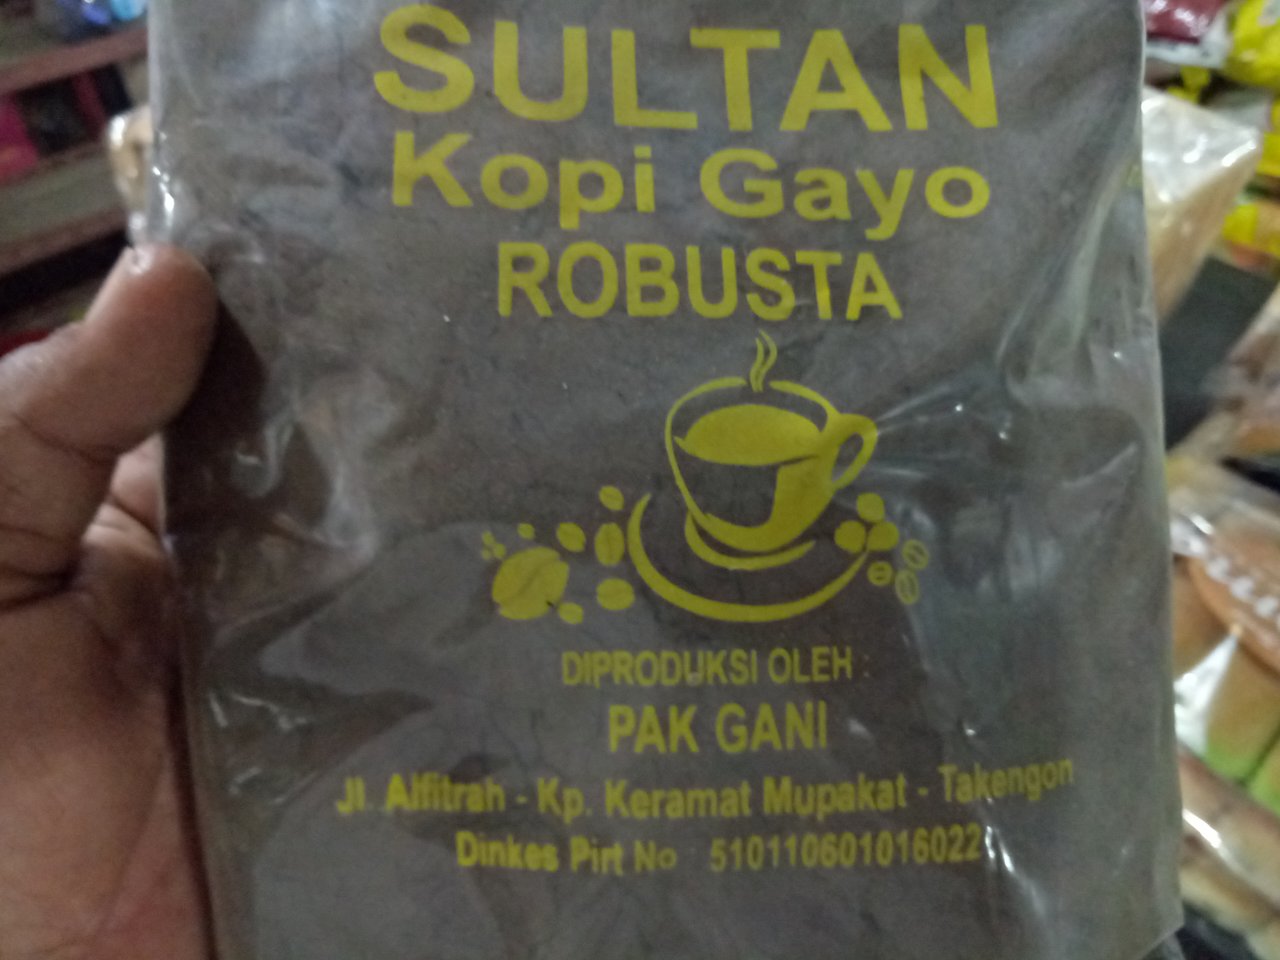 SULTAN
Kopi Gayo
ROBUSTA
DIPRODUKSI OLEH :
PAK GANI
Jl. Alfitrah - Kp. Keramat Mupakat - Takengon
Dinkes Pirt No : 510110601016022